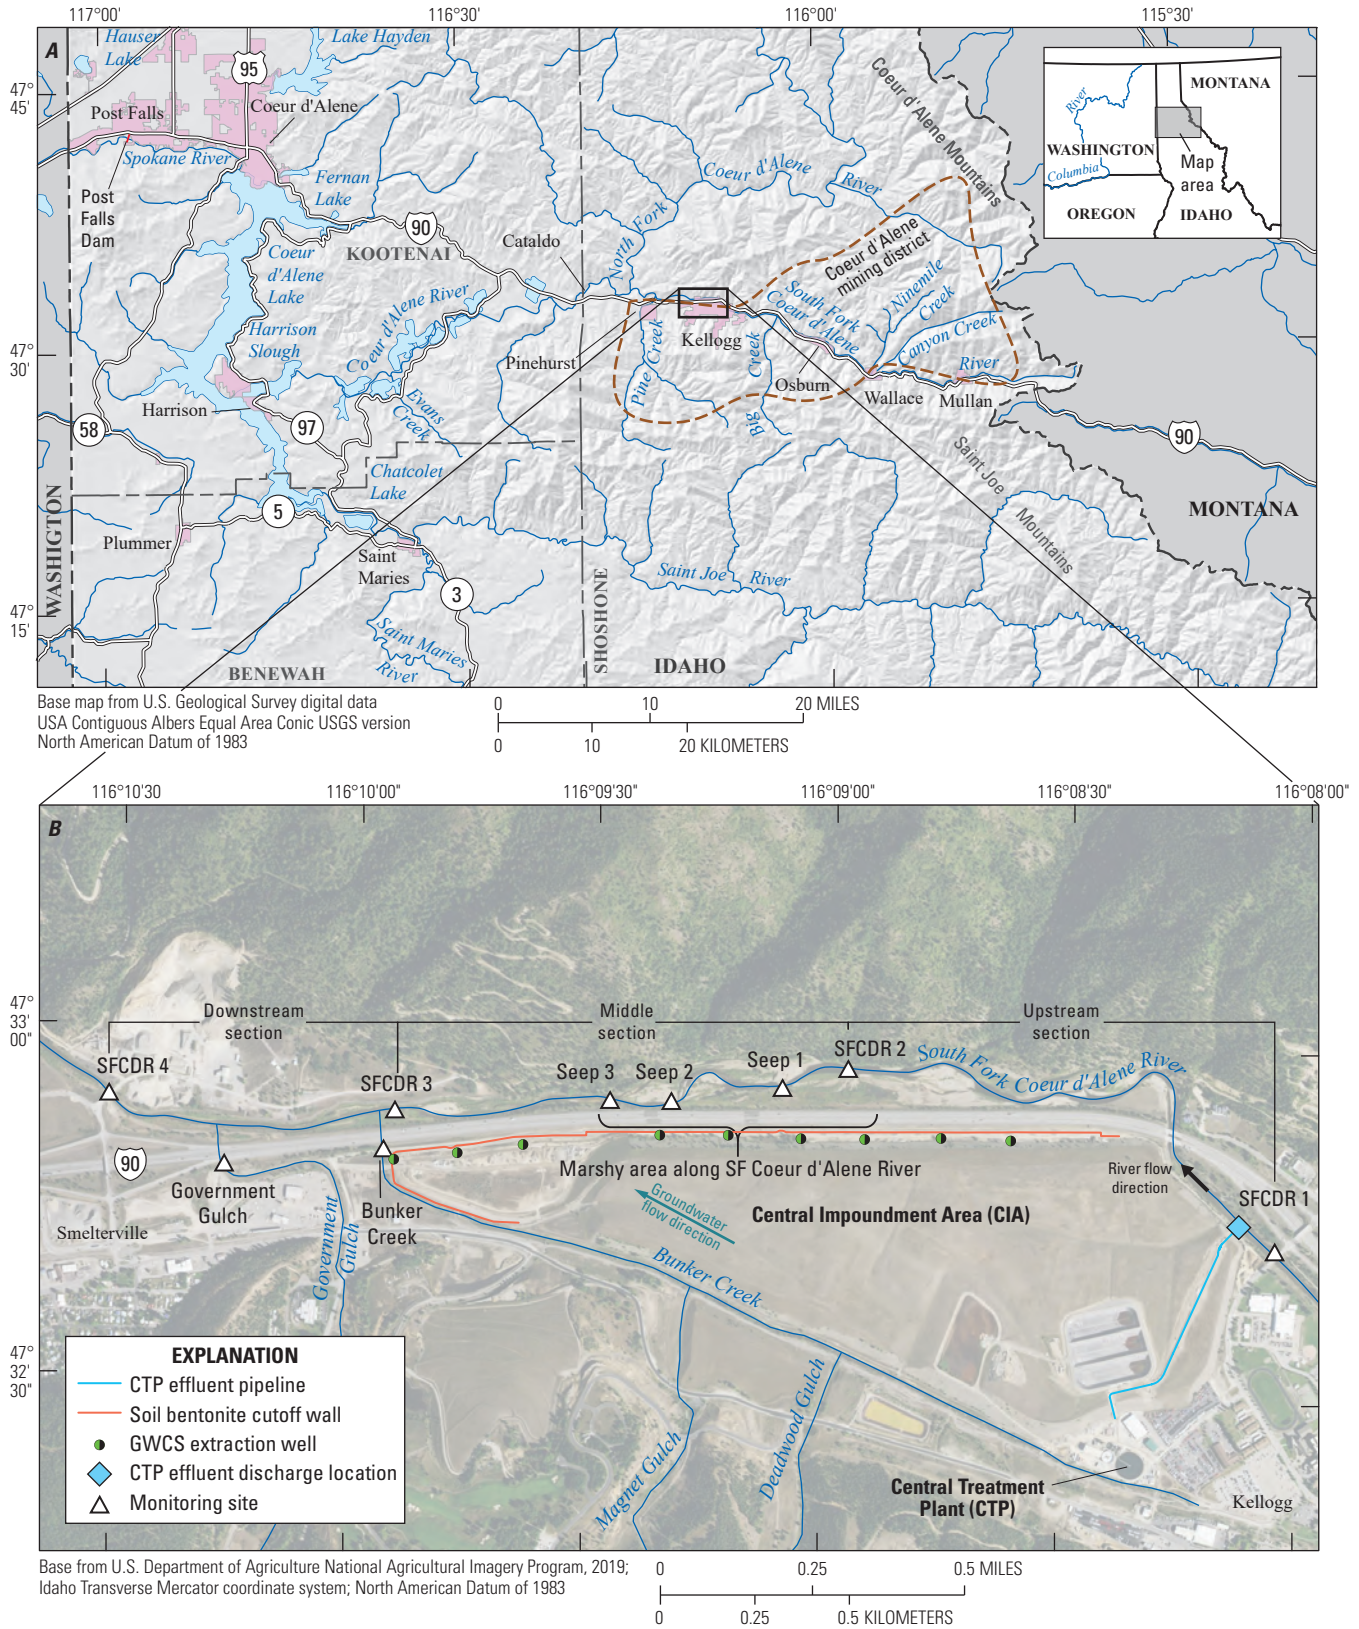 117°00'
116°30'
116°00'
115°30'
A
47°
45'
47°
30'
47°
15'
Hauser
Lake
Lake Hayden
95
Post Falls
Coeur d'Alene
Spokane River
Fernan
Lake
Post
Falls
Dam
90
KOOTENAI
Coeur
d'Alene
Lake
Cataldo
North Fork
Coeur d'Alene
River
Coeur d'Alene Mountains
Coeur d'Alene
mining district
Harrison
Slough
Coeur d'Alene River
Pinehurst
Pine Creek
Kellogg
Big
Creek
South Fork
Coeur d'Alene
River
Ninemile
Creek
Canyon Creek
Osburn
Wallace
Mullan
Harrison
97
58
Evans
Creek
Chatcolet
Lake
5
Plummer
Saint
Maries
3
Saint Maries
River
Saint Joe
River
Saint Joe
Mountains
90
WASHINGTON
BENEWAH
SHOSHONE
IDAHO
MONTANA
MONTANA
River
WASHINGTON
Columbia
Map
area
OREGON
IDAHO
Base map from U.S. Geological Survey digital data
USA Contiguous Albers Equal Area Conic USGS version
North American Datum of 1983
0
10
20 MILES
0
10
20 KILOMETERS
116°10'30
116°10'00"
116°09'30"
116°09'00"
116°08'30"
116°08'00"
B
47°
33'
00"
47°
32'
30"
Downstream
section
Middle
section
Upstream
section
SFCDR 4
SFCDR 3
Seep 3
Seep 2
Seep 1
SFCDR 2
South Fork Coeur d'Alene River
90
Government
Gulch
Bunker
Creek
Marshy area along SF Coeur d'Alene River
River flow
direction
SFCDR 1
Smelterville
Government
Gulch
Groundwater
flow direction
Central Impoundment Area (CIA)
Bunker Creek
Magnet Gulch
Deadwood Gulch
Central Treatment
Plant (CTP)
Kellogg
EXPLANATION
CTP effluent pipeline
Soil bentonite cutoff wall
GWCS extraction well
CTP effluent discharge location
Monitoring site
Base from U.S. Department of Agriculture National Agricultural Imagery Program, 2019;
Idaho Transverse Mercator coordinate system; North American Datum of 1983
0
0.25
0.5 MILES
0
0.25
0.5 KILOMETERS